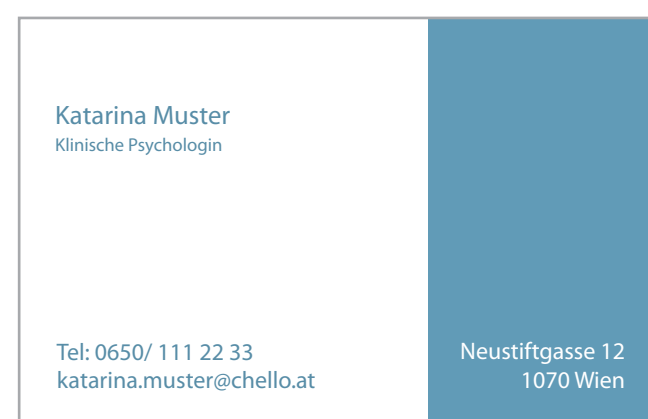 Katarina Muster
Klinische Psychologin
Tel: 0650/ 111 22 33
katarina.muster@chello.at
Neustiftgasse 12
1070 Wien